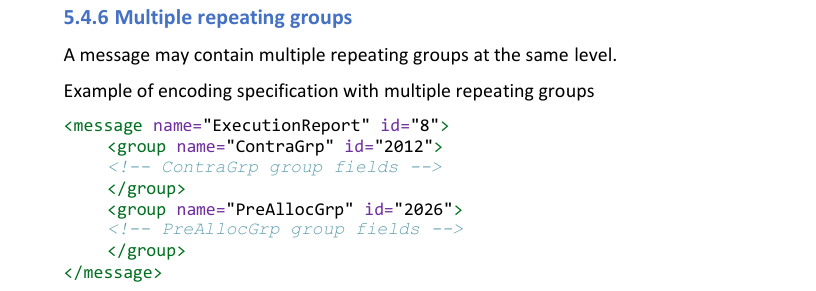 5.4.6 Multiple repeating groups
A message may contain multiple repeating groups at the same level.
Example of encoding specification with multiple repeating groups
<message name="ExecutionReport" id="8">
    <group name="ContraGrp" id="2012">
    <!-- ContraGrp group fields -->
    </group>
    <group name="PreAllocGrp" id="2026">
    <!-- PreAllocGrp group fields -->
    </group>
</message>